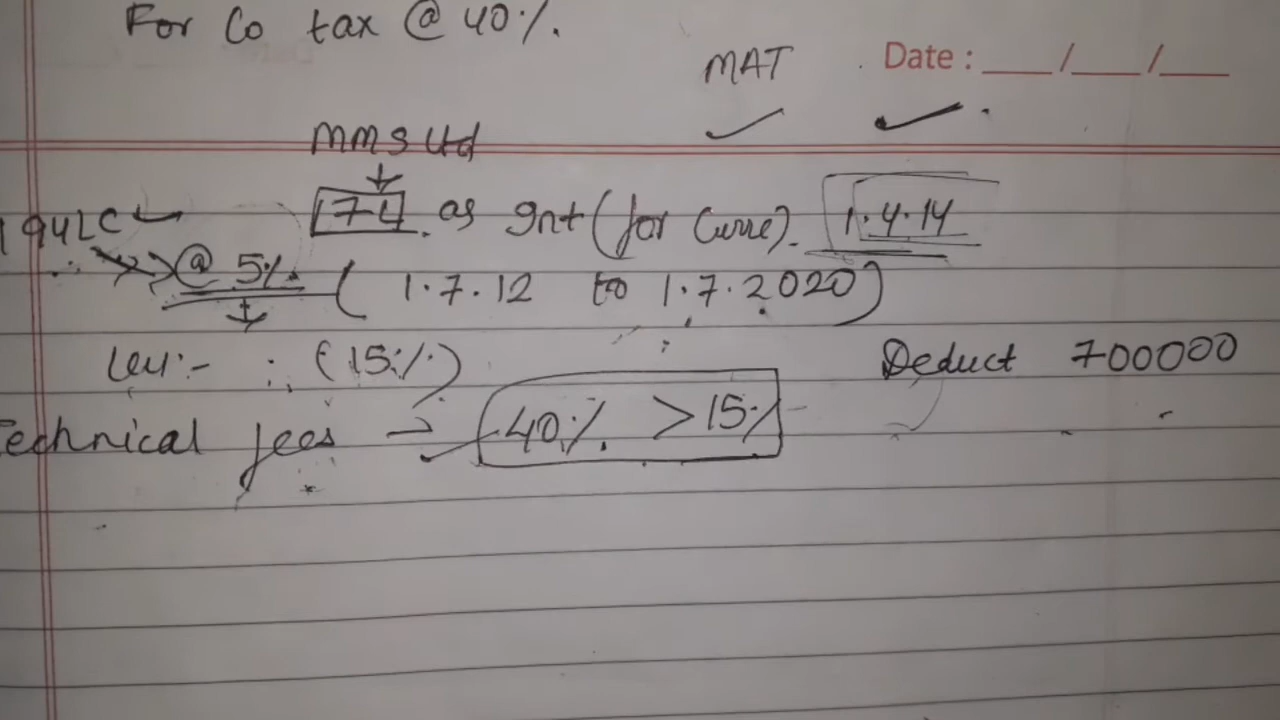 For Co tax @ 40%.
MAT Date : ___/___/___
MMS Ltd
194LC 174 as Int (for Curre). 1.4.14
@ 5%. ( 1.7.12 to 1.7.2020)
(15%) Deduct 700000
Technical fees → 40%. > 15%